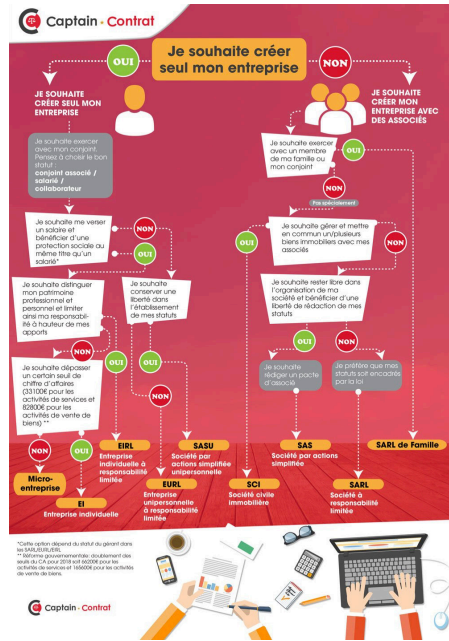 Captain - Contrat
Je souhaite créer
seul mon entreprise
OUI
NON
JE SOUHAITE
CRÉER SEUL MON
ENTREPRISE
JE SOUHAITE
CRÉER MON
ENTREPRISE AVEC
DES ASSOCIÉS
Je souhaite exercer
avec mon conjoint.
Pensez à choisir le bon
statut :
conjoint associé /
salarié /
collaborateur
Je souhaite exercer
avec un membre
de ma famille ou
mon conjoint
OUI
NON
Pas spécialement
Je souhaite me verser
un salaire et
bénéficier d'une
protection sociale au
même titre qu'un
salarié*
NON
OUI
Je souhaite gérer et mettre
en commun un/plusieurs
biens immobiliers avec mes
associés
OUI
NON
Je souhaite distinguer
mon patrimoine
professionnel et
personnel et limiter
ainsi ma responsabi-
lité à hauteur de mes
apports
Je souhaite
conserver une
liberté dans
l'établissement
de mes statuts
Je souhaite rester libre dans
l'organsation de ma
société et bénéficier d'une
liberté de rédaction de mes
statuts
NON
OUI
OUI
NON
OUI
NON
Je souhaite dépasser
un certain seuil de
chiffre d'affaires
(33100€ pour les
activités de services et
82800€ pour les
activités de vente de
biens) **
Je souhaite
rédiger un pacte
d'associé
Je préfère que mes
statuts soit encadrés
par la loi
NON
OUI
EIRL
Entreprise
individuelle à
responsabilité
limitée
SASU
Société par
actions simplifiée
unipersonnelle
SAS
Société par actions
simplifiée
SARL de Famille
Micro-
entreprise
EI
Entreprise individuelle
EURL
Entreprise
unipersonnelle
à responsabilité
limitée
SCI
Société civile
immobilière
SARL
Société à
responsabilité
limitée
*Cette option dépend du statut du gérant dans
les SARL/EURL/EIRL
** Réforme gouvernementale: doublement des
seuils du CA pour 2018 soit 66200€ pour les
activités de services et 165600€ pour les activités
de vente de biens.
Captain - Contrat